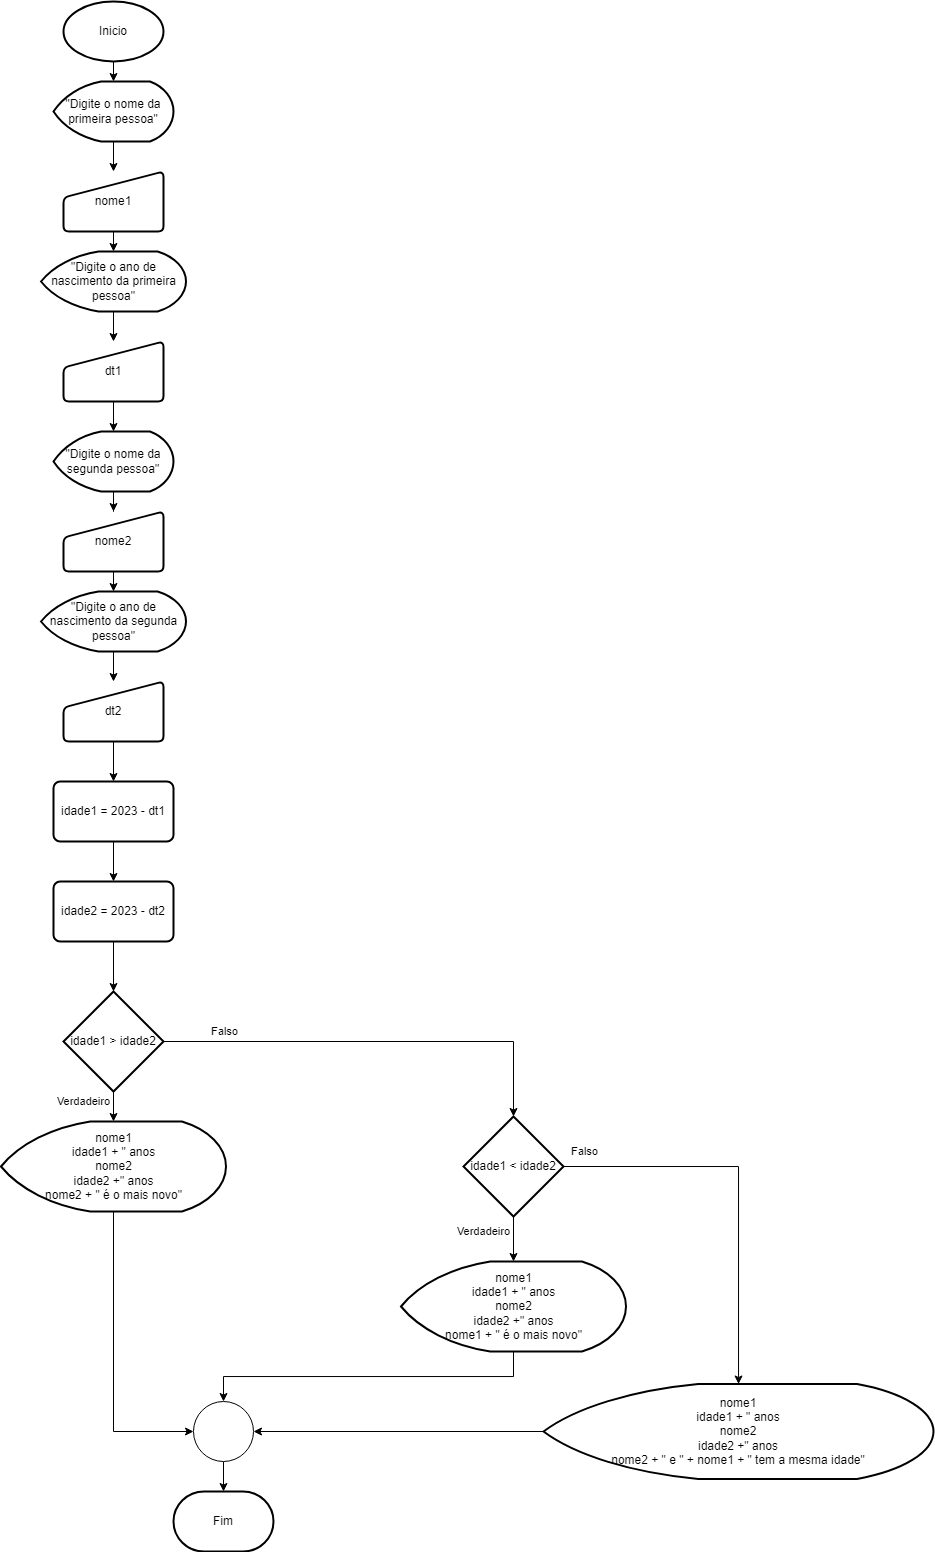 Inicio
"Digite o nome da
primeira pessoa"
nome1
"Digite o ano de
nascimento da primeira
pessoa"
dt1
"Digite o nome da
segunda pessoa"
nome2
"Digite o ano de
nascimento da segunda
pessoa"
dt2
idade1 = 2023 - dt1
idade2 = 2023 - dt2
idade1 > idade2
Falso
Verdadeiro
nome1
idade1 + " anos
nome2
idade2 +" anos
nome2 + " é o mais novo"
idade1 < idade2
Falso
Verdadeiro
nome1
idade1 + " anos
nome2
idade2 +" anos
nome1 + " é o mais novo"
nome1
idade1 + " anos
nome2
idade2 +" anos
nome2 + " e " + nome1 + " tem a mesma idade"
Fim